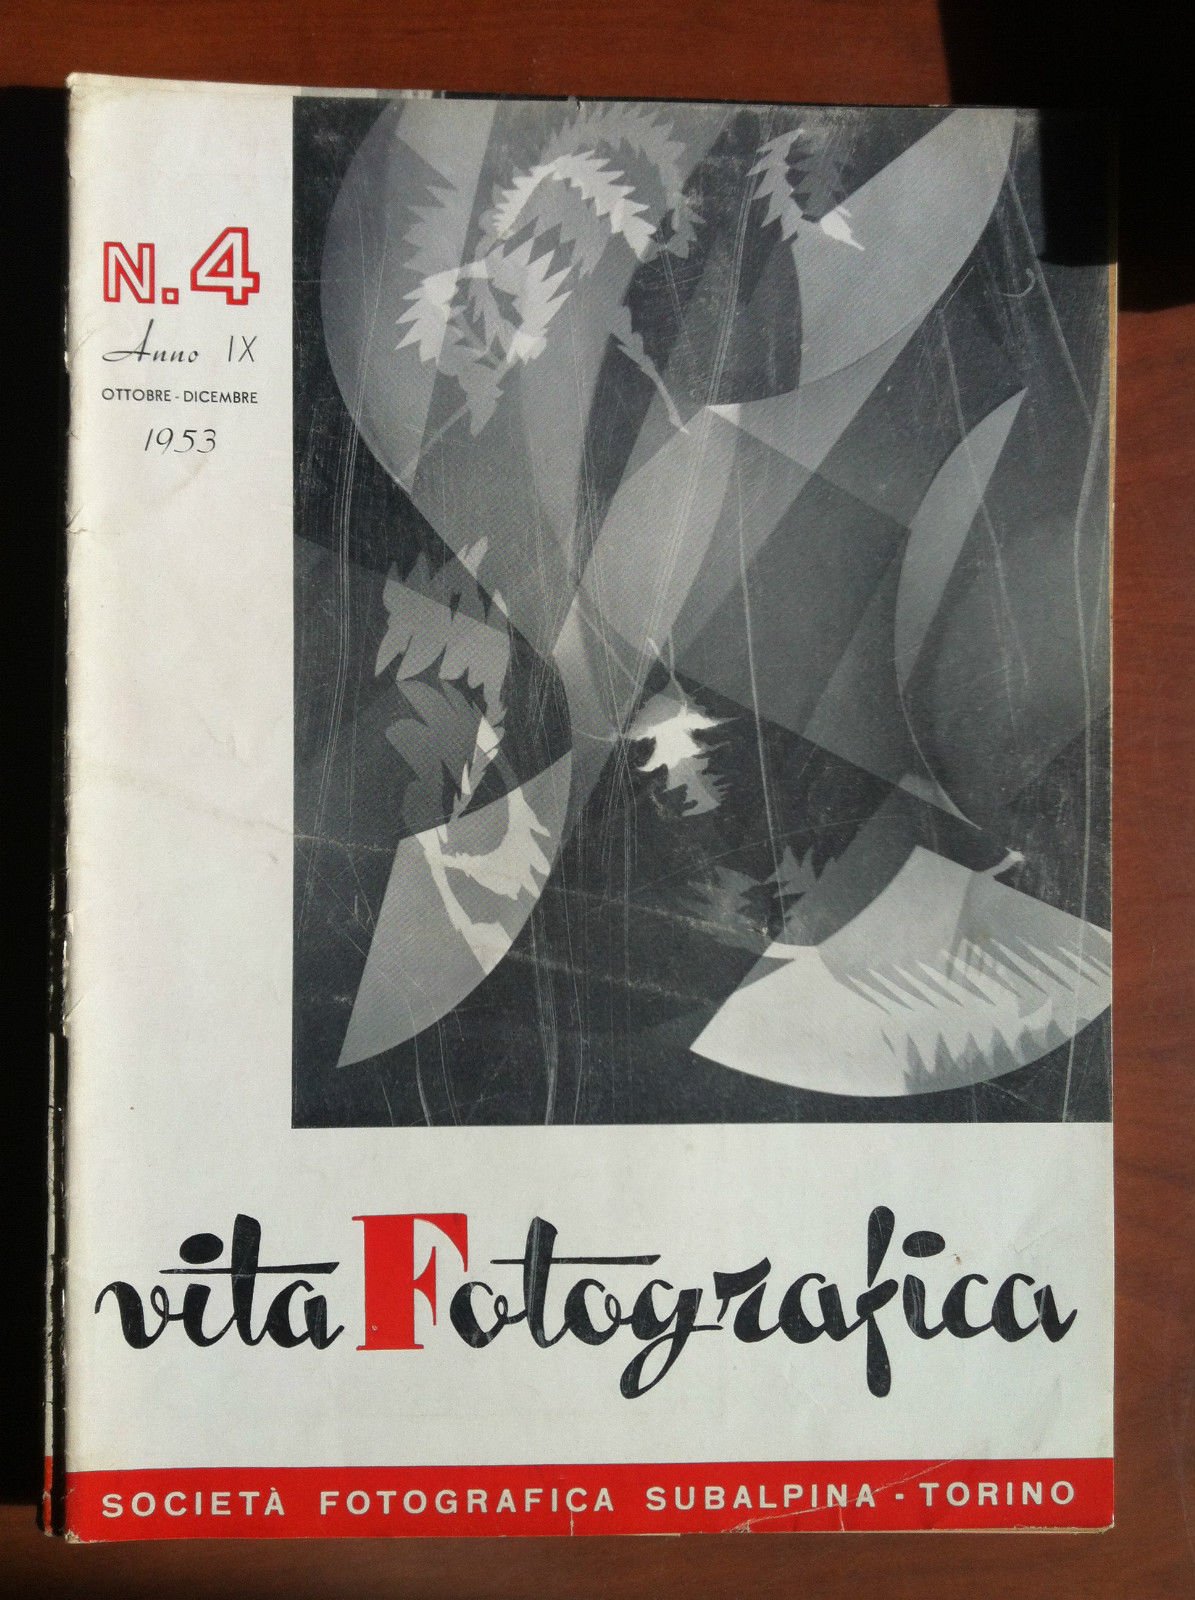 N.4
Anno IX
OTTOBRE - DICEMBRE
1953
vita Fotografica
SOCIETÀ FOTOGRAFICA SUBALPINA - TORINO